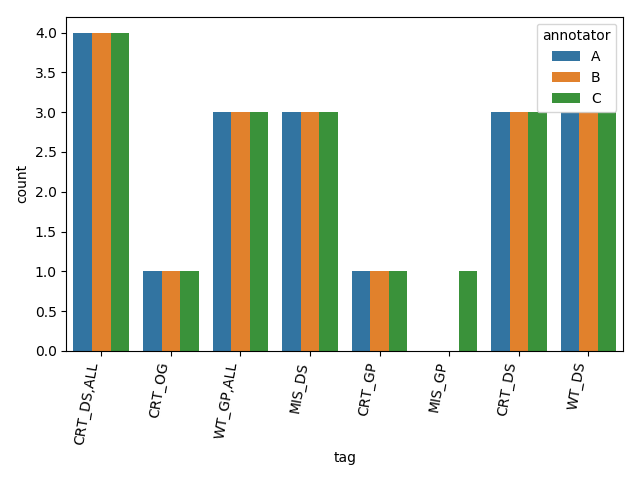 annotator
A
B
C
4.0
3.5
3.0
2.5
2.0
1.5
1.0
0.5
0.0
count
CRT_DS,ALL
CRT_OG
WT_GP,ALL
MIS_DS
CRT_GP
MIS_GP
CRT_DS
WT_DS
tag